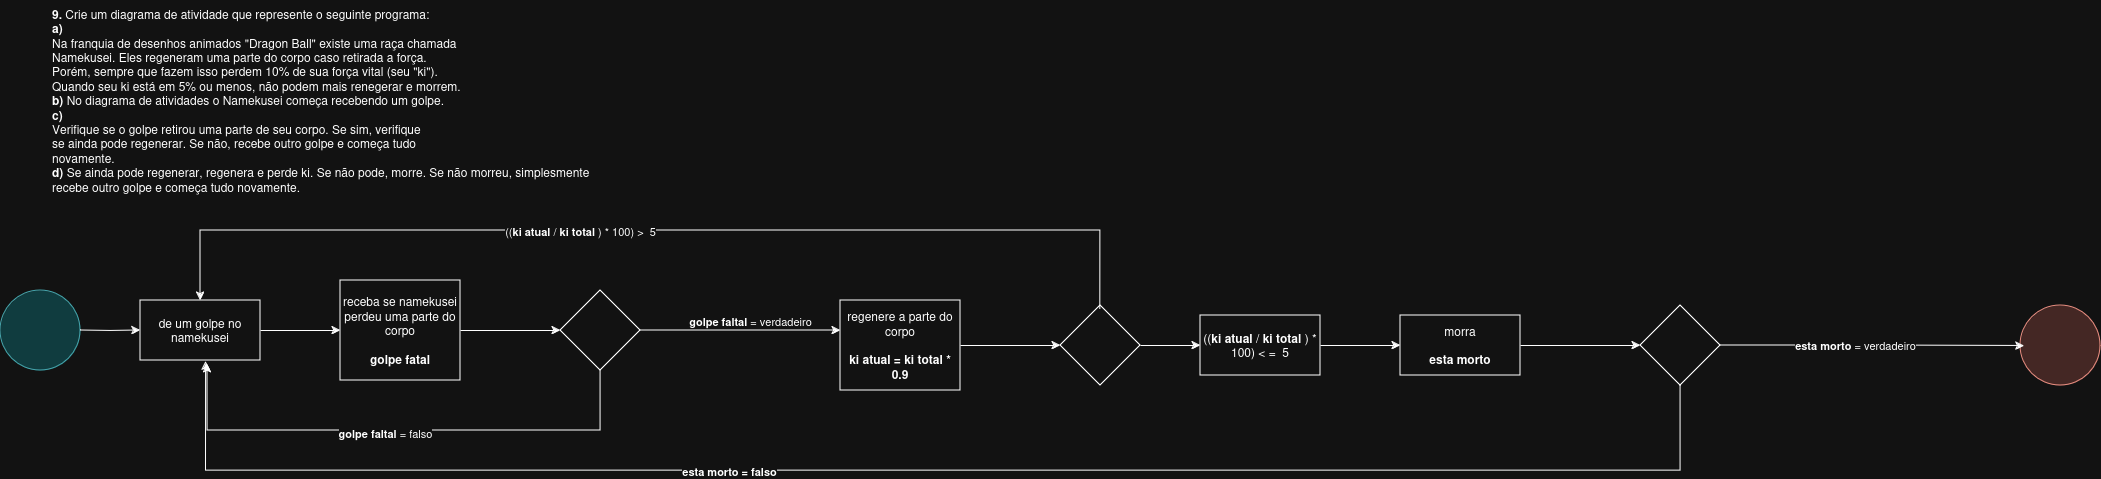 9. Crie um diagrama de atividade que represente o seguinte programa:
a)
Na franquia de desenhos animados "Dragon Ball" existe uma raça chamada
Namekusei. Eles regeneram uma parte do corpo caso retirada a força.
Porém, sempre que fazem isso perdem 10% de sua força vital (seu "ki").
Quando seu ki está em 5% ou menos, não podem mais renegerar e morrem.
b) No diagrama de atividades o Namekusei começa recebendo um golpe.
c)
Verifique se o golpe retirou uma parte de seu corpo. Se sim, verifique
se ainda pode regenerar. Se não, recebe outro golpe e começa tudo
novamente.
d) Se ainda pode regenerar, regenera e perde ki. Se não pode, morre. Se não morreu, simplesmente
recebe outro golpe e começa tudo novamente.
((ki atual / ki total ) * 100) > 5
de um golpe no
namekusei
receba se namekusei
perdeu uma parte do
corpo
golpe fatal
golpe faltal = verdadeiro
regenere a parte do
corpo
ki atual = ki total *
0.9
((ki atual / ki total ) *
100) < = 5
morra
esta morto
esta morto = verdadeiro
golpe faltal = falso
esta morto = falso